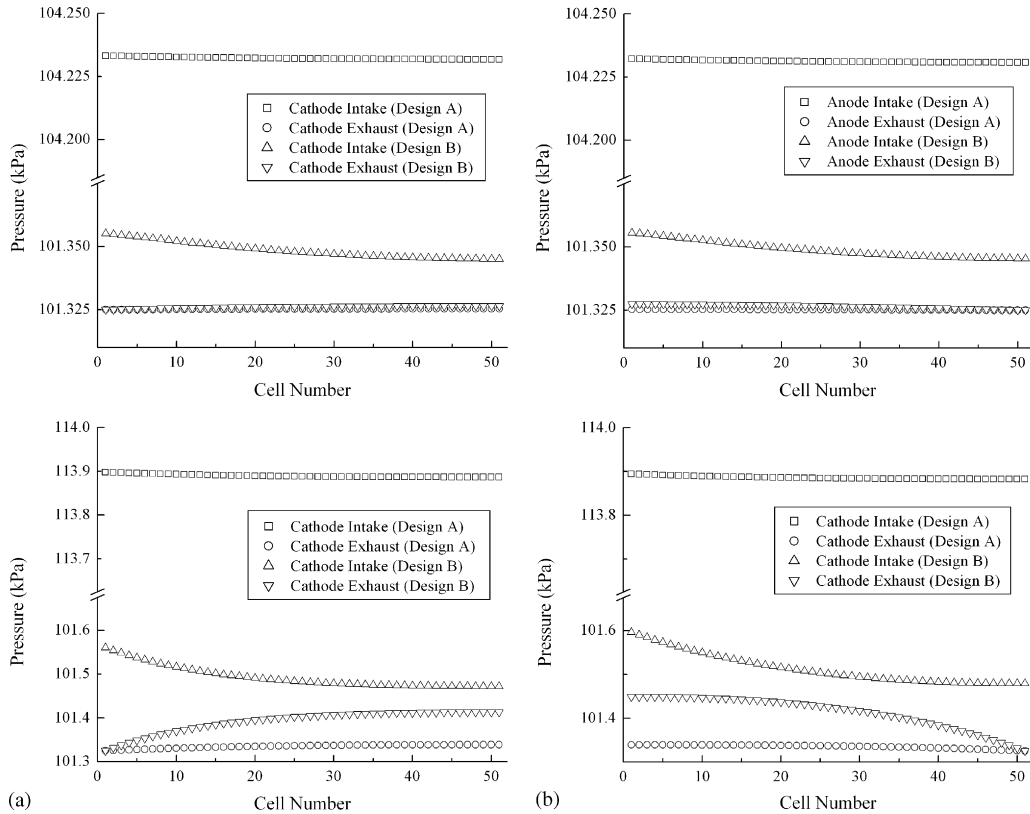 104.250
104.225
104.200
101.350
101.325
Pressure (kPa)
Cathode Intake (Design A)
Cathode Exhaust (Design A)
Cathode Intake (Design B)
Cathode Exhaust (Design B)
0 10 20 30 40 50
Cell Number
104.250
104.225
104.200
101.350
101.325
Pressure (kPa)
Anode Intake (Design A)
Anode Exhaust (Design A)
Anode Intake (Design B)
Anode Exhaust (Design B)
0 10 20 30 40 50
Cell Number
114.0
113.9
113.8
113.7
101.6
101.5
101.4
101.3
Pressure (kPa)
Cathode Intake (Design A)
Cathode Exhaust (Design A)
Cathode Intake (Design B)
Cathode Exhaust (Design B)
0 10 20 30 40 50
Cell Number
(a)
114.0
113.8
101.6
101.4
Pressure (kPa)
Cathode Intake (Design A)
Cathode Exhaust (Design A)
Cathode Intake (Design B)
Cathode Exhaust (Design B)
0 10 20 30 40 50
Cell Number
(b)